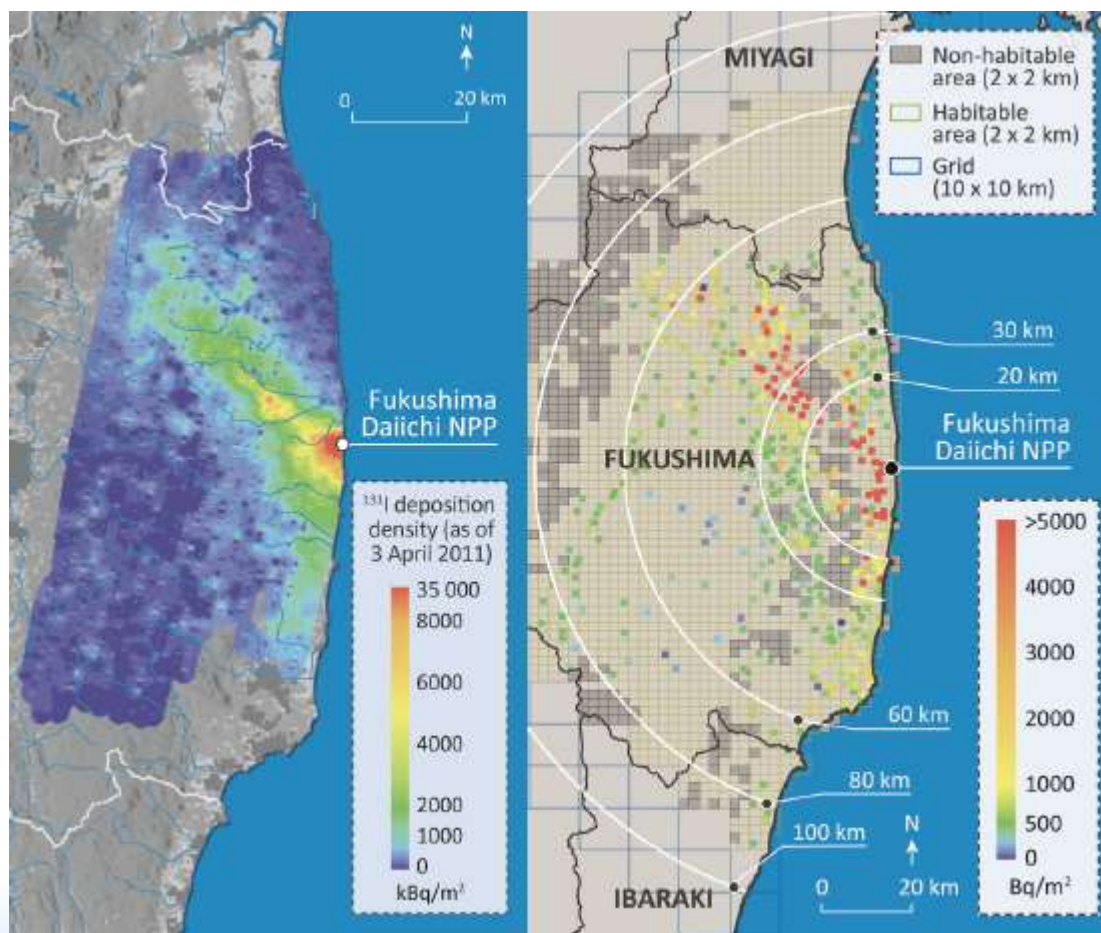 N
0 20 km
Fukushima
Daiichi NPP
¹³¹I deposition
density (as of
3 April 2011)
35 000
8000
6000
4000
2000
1000
0
kBq/m²
MIYAGI
Non-habitable
area (2 x 2 km)
Habitable
area (2 x 2 km)
Grid
(10 x 10 km)
30 km
20 km
Fukushima
Daiichi NPP
FUKUSHIMA
>5000
4000
3000
2000
1000
500
0
Bq/m²
60 km
80 km
100 km
N
0 20 km
IBARAKI